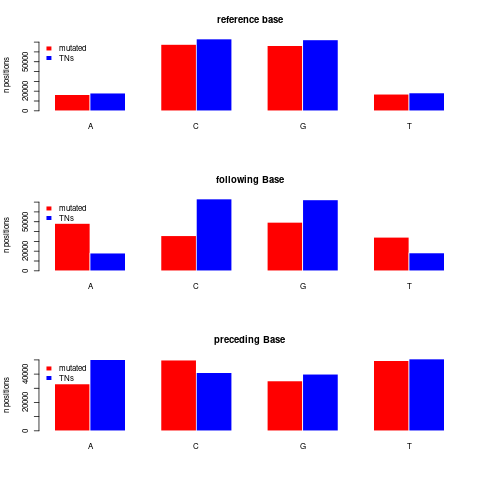 reference base
n positions
0 20000 50000
mutated
TNs
A C G T
following Base
n positions
0 20000 50000
mutated
TNs
A C G T
preceding Base
n positions
0 20000 40000
mutated
TNs
A C G T